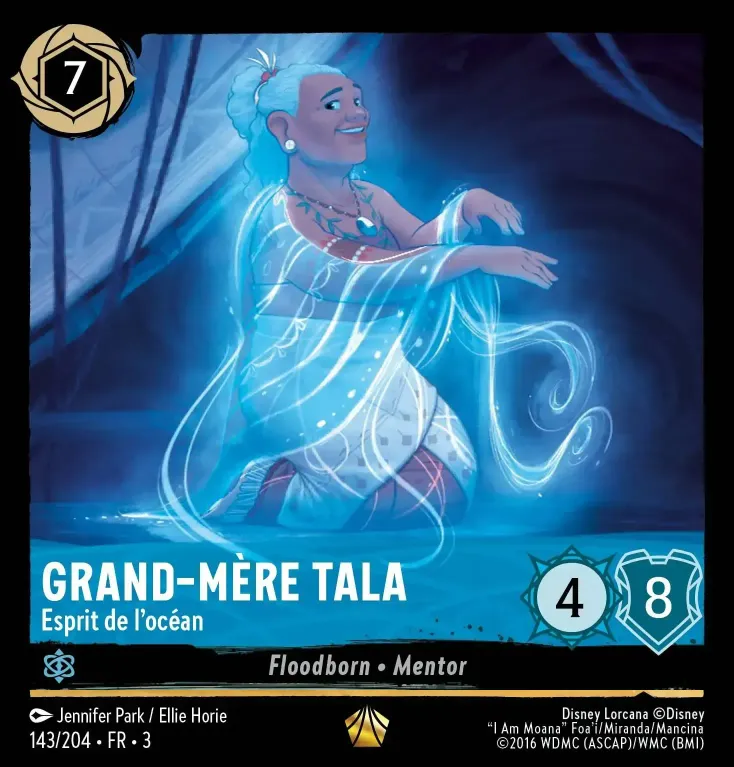 7
GRAND-MÈRE TALA
Esprit de l'océan
4
8
Floodborn • Mentor
Jennifer Park / Ellie Horie
143/204 • FR • 3
Disney Lorcana ©Disney
“I Am Moana” Foa'i/Miranda/Mancina
©2016 WDMC (ASCAP)/WMC (BMI)